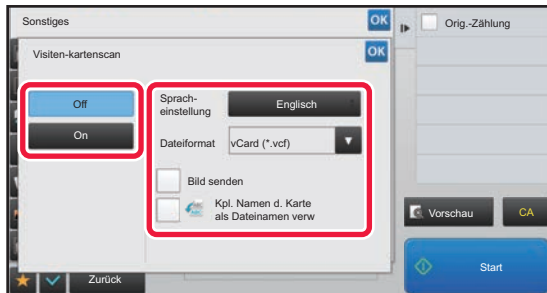 Sonstiges
OK
Orig.-Zählung
Visiten-kartenscan
OK
Off
On
Sprach-
einstellung
Englisch
Dateiformat
vCard (*.vcf)
Bild senden
Kpl. Namen d. Karte
als Dateinamen verw
Vorschau
CA
Zurück
Start